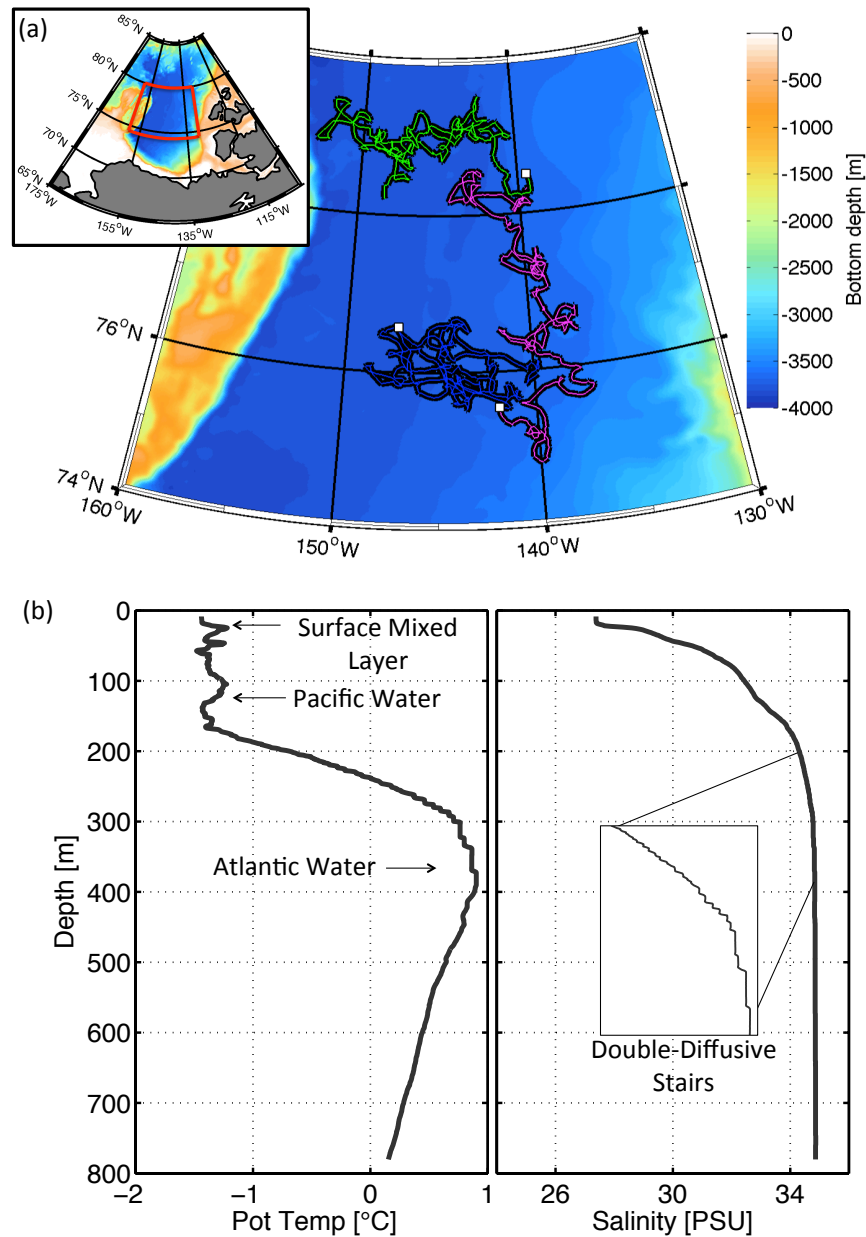 (a)
85°N
80°N
75°N
70°N
65°N
175°W
155°W
135°W
115°W
76°N
74°N
160°W
150°W
140°W
130°W
0
-500
-1000
-1500
-2000
-2500
-3000
-3500
-4000
Bottom depth [m]
(b)
0
100
200
300
400
500
600
700
800
Depth [m]
Surface Mixed
Layer
Pacific Water
Atlantic Water
−2
−1
0
1
Pot Temp [°C]
Double-Diffusive
Stairs
26
30
34
Salinity [PSU]